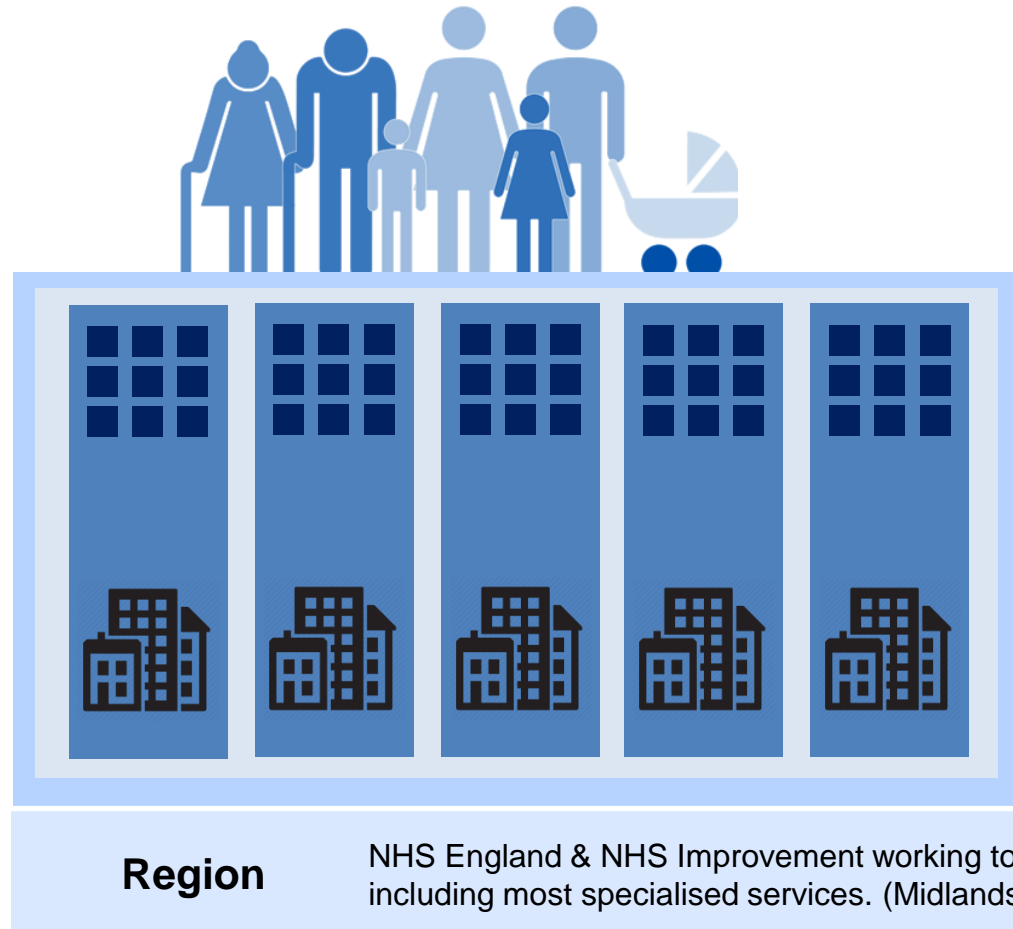 Region
NHS England & NHS Improvement working to
including most specialised services. (Midlands